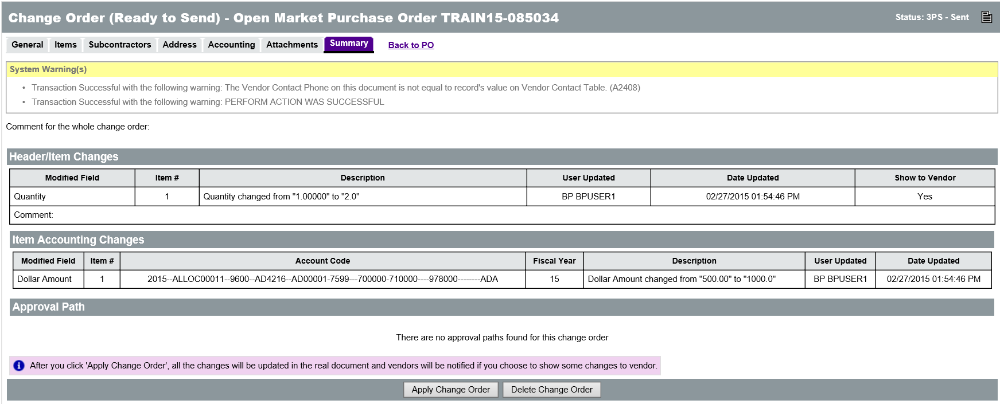 Change Order (Ready to Send) - Open Market Purchase Order TRAIN15-085034
Status: 3PS - Sent
General Items Subcontractors Address Accounting Attachments Summary Back to PO
System Warning(s)
• Transaction Successful with the following warning: The Vendor Contact Phone on this document is not equal to record's value on Vendor Contact Table. (A2408)
• Transaction Successful with the following warning: PERFORM ACTION WAS SUCCESSFUL
Comment for the whole change order:
Header/Item Changes
Modified Field Item # Description User Updated Date Updated Show to Vendor
Quantity 1 Quantity changed from "1.00000" to "2.0" BP BPUSER1 02/27/2015 01:54:46 PM Yes
Comment:
Item Accounting Changes
Modified Field Item # Account Code Fiscal Year Description User Updated Date Updated
Dollar Amount 1 2015--ALLOC00011--9600--AD4216--AD00001-7599---700000-710000----978000--------ADA 15 Dollar Amount changed from "500.00" to "1000.0" BP BPUSER1 02/27/2015 01:54:46 PM
Approval Path
There are no approval paths found for this change order
After you click 'Apply Change Order', all the changes will be updated in the real document and vendors will be notified if you choose to show some changes to vendor.
Apply Change Order Delete Change Order